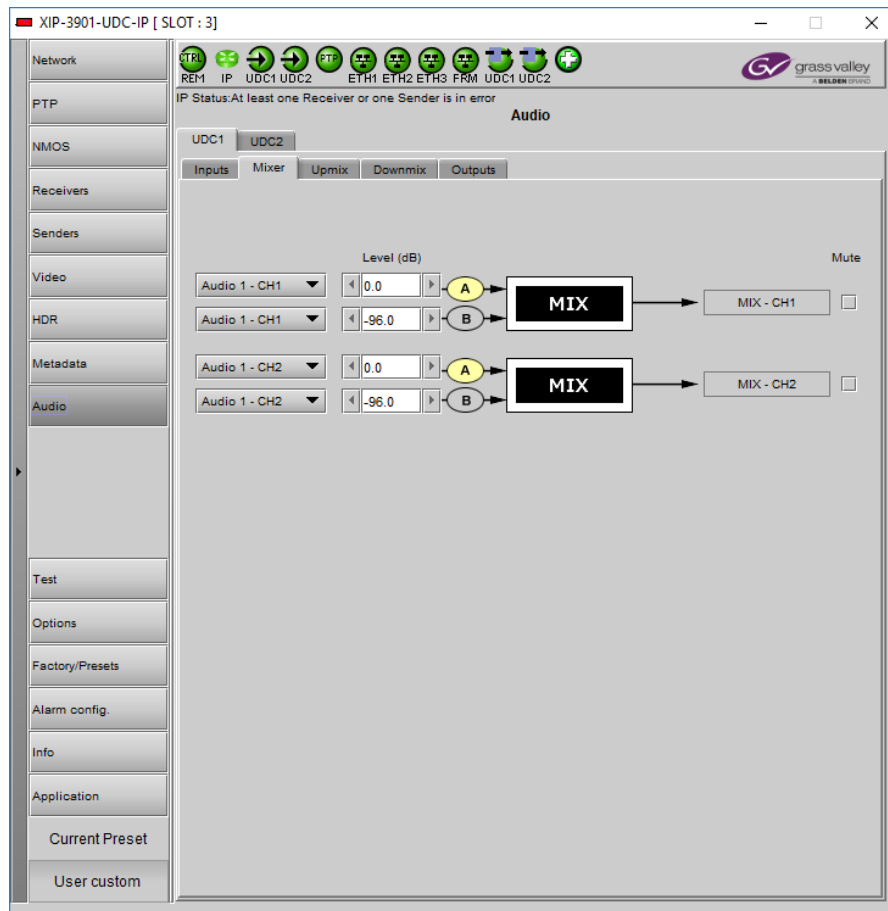 XIP-3901-UDC-IP [ SLOT : 3]
Network
PTP
NMOS
Receivers
Senders
Video
HDR
Metadata
Audio
Test
Options
Factory/Presets
Alarm config.
Info
Application
Current Preset
User custom
CTRL PTP
REM IP UDC1 UDC2 ETH1 ETH2 ETH3 FRM UDC1 UDC2
GV grassvalley
A BELDEN BRAND
IP Status:At least one Receiver or one Sender is in error
Audio
UDC1 UDC2
Inputs Mixer Upmix Downmix Outputs
Level (dB) Mute
Audio 1 - CH1 0.0 A MIX MIX - CH1
Audio 1 - CH1 -96.0 B
Audio 1 - CH2 0.0 A MIX MIX - CH2
Audio 1 - CH2 -96.0 B